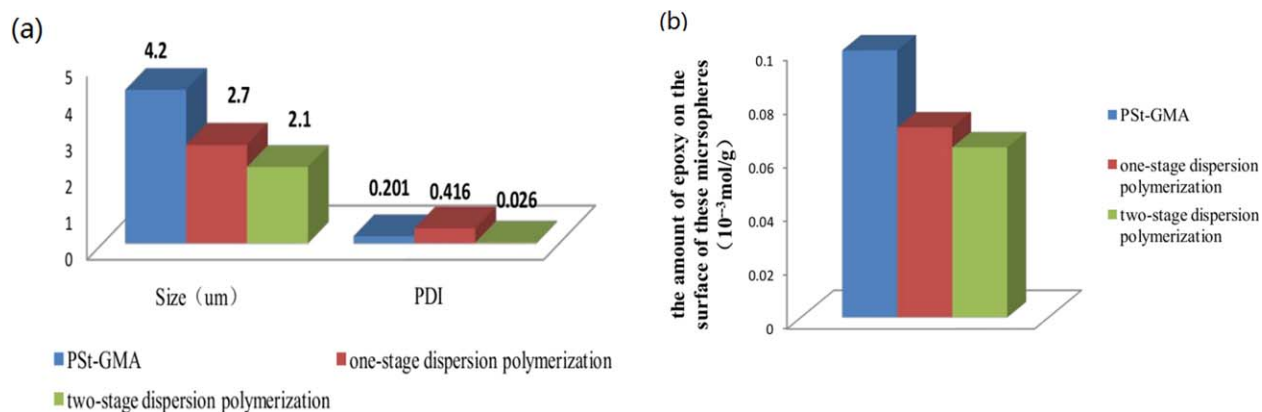 (a)
5
4
3
2
1
0
4.2
2.7
2.1
0.201
0.416
0.026
Size（um）
PDI
PSt-GMA
one-stage dispersion polymerization
two-stage dispersion polymerization
(b)
the amount of epoxy on the
surface of these micrsopheres
（10⁻³mol/g）
0.1
0.08
0.06
0.04
0.02
0
PSt-GMA
one-stage dispersion
polymerization
two-stage dispersion
polymerization